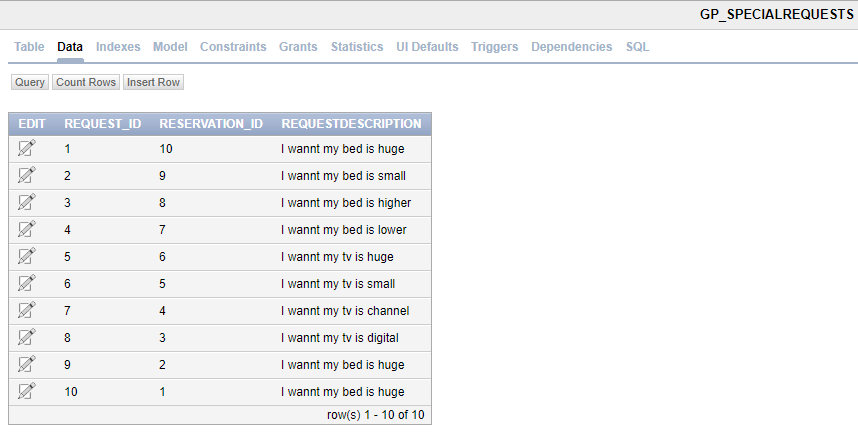 GP_SPECIALREQUESTS
Table Data Indexes Model Constraints Grants Statistics UI Defaults Triggers Dependencies SQL
Query Count Rows Insert Row
EDIT REQUEST_ID RESERVATION_ID REQUESTDESCRIPTION
1 10 I wannt my bed is huge
2 9 I wannt my bed is small
3 8 I wannt my bed is higher
4 7 I wannt my bed is lower
5 6 I wannt my tv is huge
6 5 I wannt my tv is small
7 4 I wannt my tv is channel
8 3 I wannt my tv is digital
9 2 I wannt my bed is huge
10 1 I wannt my bed is huge
row(s) 1 - 10 of 10